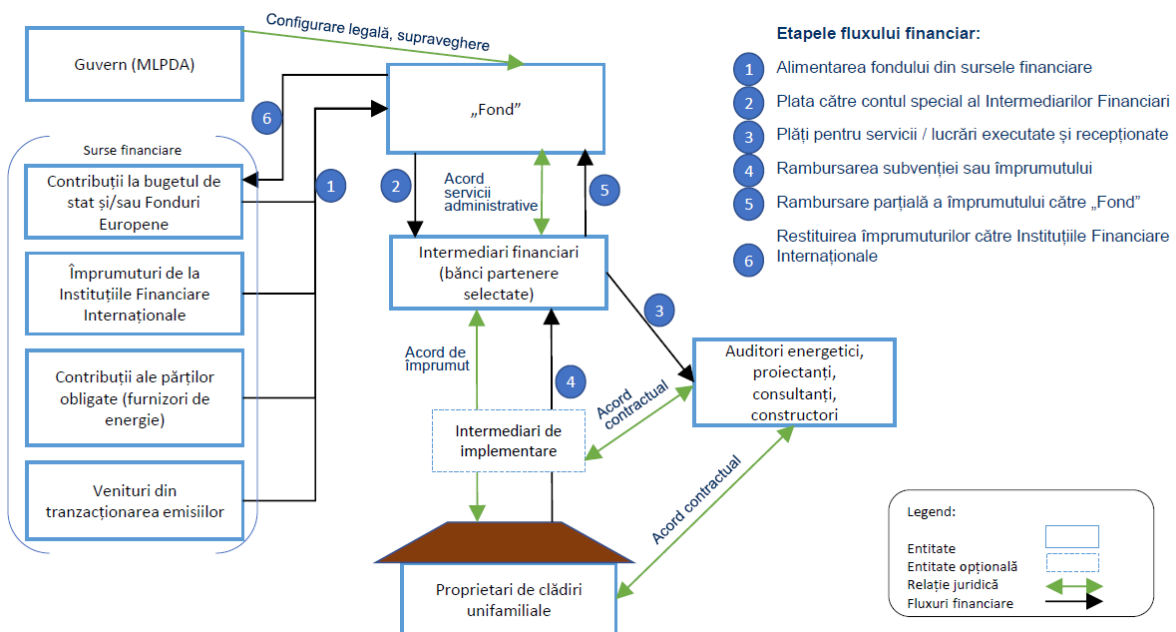 Configurare legală, supraveghere
Guvern (MLPDA)
„Fond”
6
Surse financiare
Contribuții la bugetul de
stat și/sau Fonduri
Europene
1
Împrumuturi de la
Instituțiile Financiare
Internaționale
Contribuții ale părților
obligate (furnizori de
energie)
Venituri din
tranzacționarea emisiilor
2
Acord
servicii
administrative
5
Intermediari financiari
(bănci partenere
selectate)
3
Acord de
împrumut
4
Acord
contractual
Intermediari de
implementare
Auditori energetici,
proiectanți,
consultanți,
constructori
Acord contractual
Proprietari de clădiri
unifamiliale
Etapele fluxului financiar:
1 Alimentarea fondului din sursele financiare
2 Plata către contul special al Intermediarilor Financiari
3 Plăți pentru servicii / lucrări executate și recepționate
4 Rambursarea subvenției sau împrumutului
5 Rambursare parțială a împrumutului către „Fond”
6 Restituirea împrumuturilor către Instituțiile Financiare
Internaționale
Legend:
Entitate
Entitate opțională
Relație juridică
Fluxuri financiare